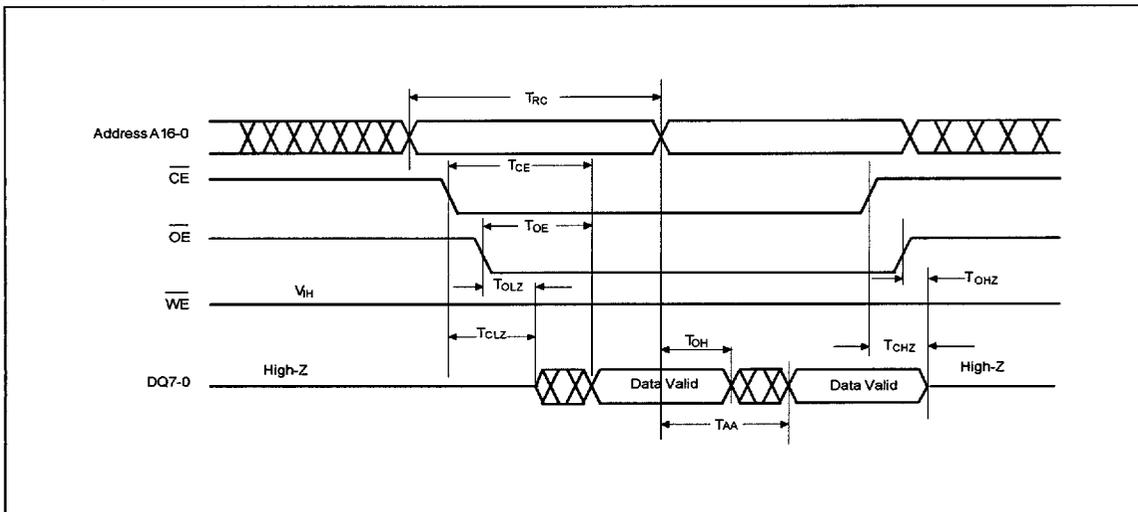 TRC
Address A16-0
TCE
CE
TOE
OE
TOLZ
TOHZ
VIH
WE
TCLZ
TOH
TCHZ
High-Z
High-Z
DQ7-0
Data Valid
Data Valid
TAA